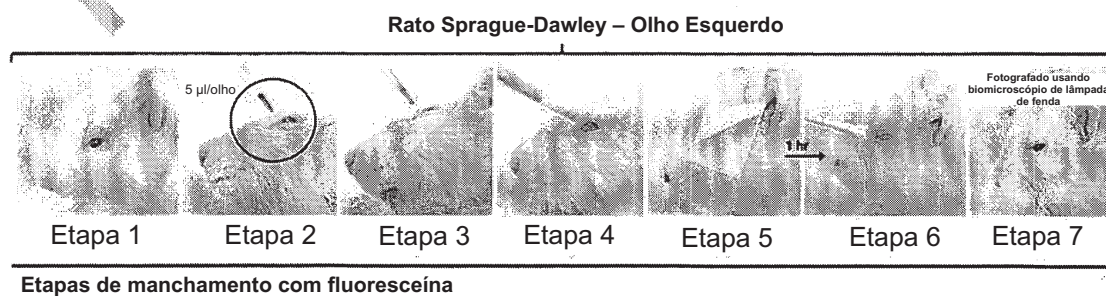 Rato Sprague-Dawley – Olho Esquerdo
5 µl/olho
1 hr
Fotografado usando
biomicroscópio de lâmpada
de fenda
Etapa 1
Etapa 2
Etapa 3
Etapa 4
Etapa 5
Etapa 6
Etapa 7
Etapas de manchamento com fluoresceína